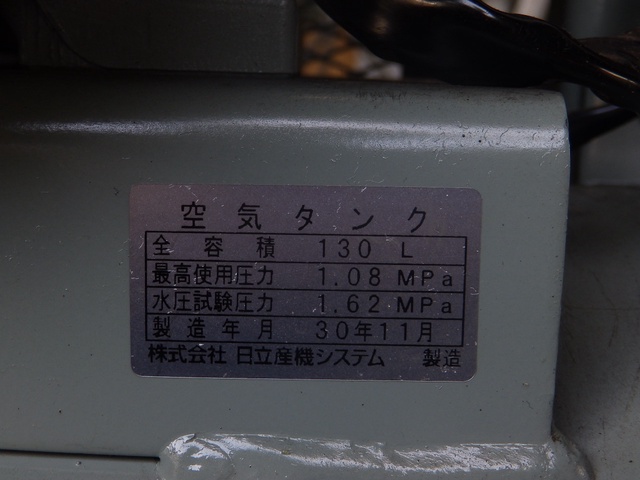 空気タンク
全容積 130 L
最高使用圧力 1.08 MPa
水圧試験圧力 1.62 MPa
製造年月 30年11月
株式会社 日立産機システム 製造